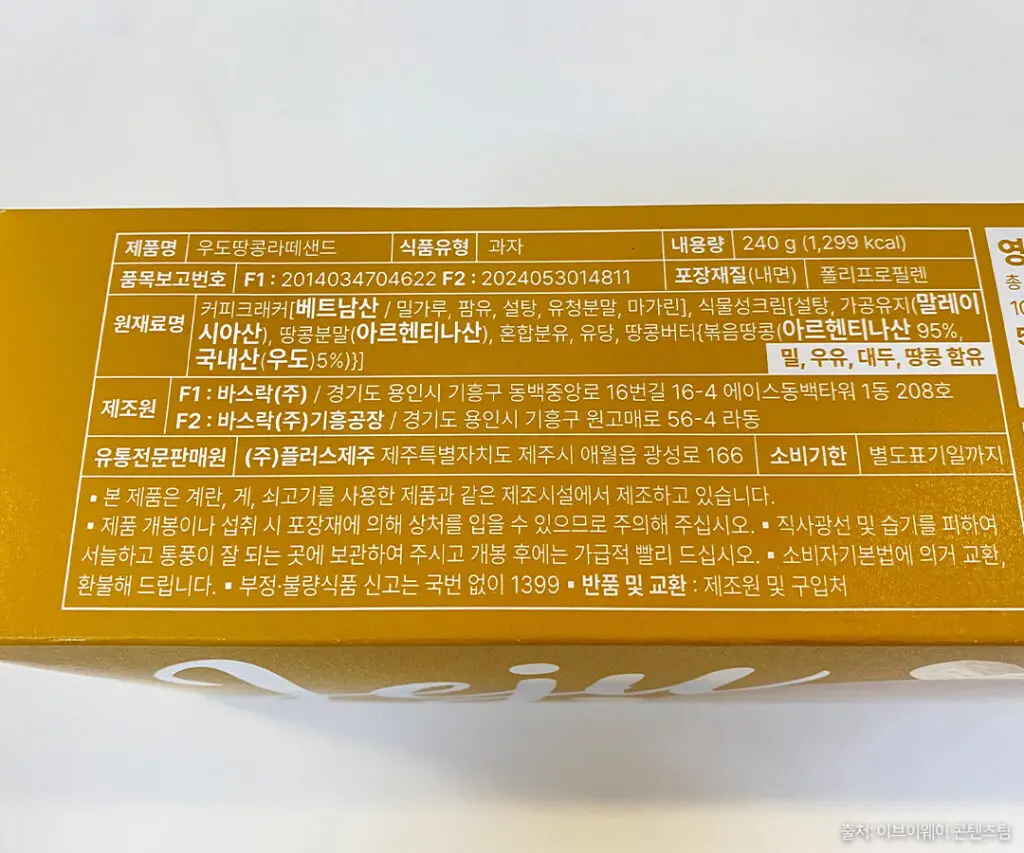 제품명 우도땅콩라떼샌드 식품유형 과자 내용량 240 g (1,299 kcal)
품목보고번호 F1 : 2014034704622 F2 : 2024053014811 포장재질(내면) 폴리프로필렌
원재료명 커피크래커[베트남산 / 밀가루, 팜유, 설탕, 유청분말, 마가린], 식물성크림[설탕, 가공유지(말레이
시아산), 땅콩분말(아르헨티나산), 혼합분유, 유당, 땅콩버터{볶음땅콩(아르헨티나산 95%,
국내산(우도)5%)}]
밀, 우유, 대두, 땅콩 함유
제조원 F1 : 바스락(주) / 경기도 용인시 기흥구 동백중앙로 16번길 16-4 에이스동백타워 1동 208호
F2 : 바스락(주)기흥공장 / 경기도 용인시 기흥구 원고매로 56-4 라동
유통전문판매원 (주)플러스제주 제주특별자치도 제주시 애월읍 광성로 166 소비기한 별도표기일까지
▪ 본 제품은 계란, 게, 쇠고기를 사용한 제품과 같은 제조시설에서 제조하고 있습니다.
▪ 제품 개봉이나 섭취 시 포장재에 의해 상처를 입을 수 있으므로 주의해 주십시오. ▪ 직사광선 및 습기를 피하여
서늘하고 통풍이 잘 되는 곳에 보관하여 주시고 개봉 후에는 가급적 빨리 드십시오. ▪ 소비자기본법에 의거 교환,
환불해 드립니다. ▪ 부정·불량식품 신고는 국번 없이 1399 ▪ 반품 및 교환 : 제조원 및 구입처
영
총
10
Jeju
출처: 이브이웨이 콘텐츠팀